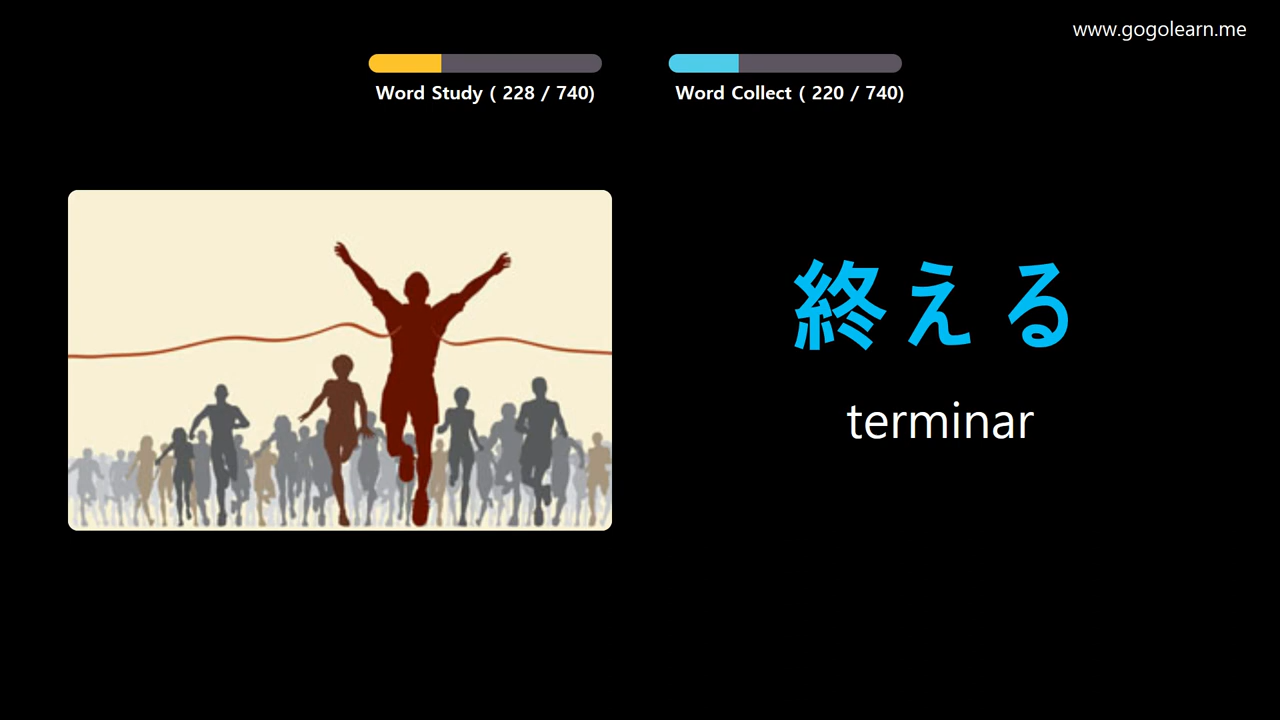 www.gogolearn.me
Word Study ( 228 / 740)
Word Collect ( 220 / 740)
終える
terminar